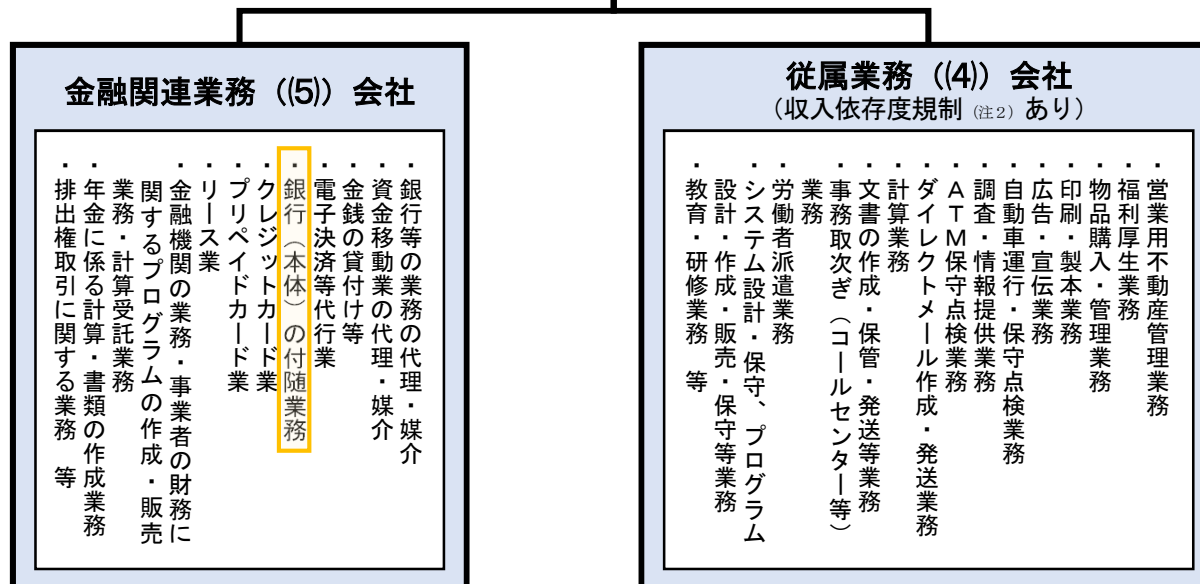 金融関連業務（⑸）会社
・銀行等の業務の代理・媒介
・資金移動業の代理・媒介
・金銭の貸付け等
・電子決済等代行業
・銀行（本体）の付随業務
・クレジットカード業
・プリペイドカード業
・リース業
・金融機関の業務・事業者の財務に
関するプログラムの作成・販売
業務・計算受託業務
・年金に係る計算・書類の作成業務
・排出権取引に関する業務　等
従属業務（⑷）会社
（収入依存度規制（注２）あり）
・営業用不動産管理業務
・福利厚生業務
・物品購入・管理業務
・印刷・製本業務
・広告・宣伝業務
・自動車運行・保守点検業務
・調査・情報提供業務
・ＡＴＭ保守点検業務
・ダイレクトメール作成・発送業務
・計算業務
・文書の作成・保管・発送等業務
・事務取次ぎ（コールセンター等）
業務
・労働者派遣業務
・システム設計・保守、プログラム
設計・作成・販売・保守等業務
・教育・研修業務　等